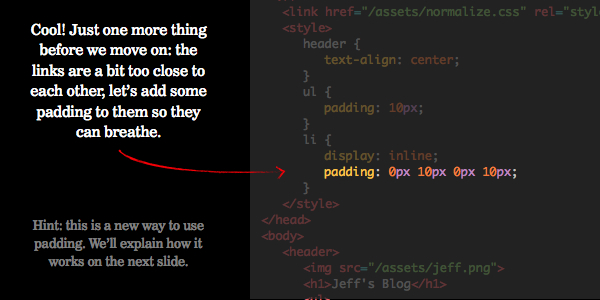 Cool! Just one more thing
before we move on: the
links are a bit too close to
each other, let’s add some
padding to them so they
can breathe.
Hint: this is a new way to use
padding. We’ll explain how it
works on the next slide.
<link href="/assets/normalize.css" rel="style
<style>
header {
text-align: center;
}
ul {
padding: 10px;
}
li {
display: inline;
padding: 0px 10px 0px 10px;
}
</style>
</head>
<body>
<header>
<img src="/assets/jeff.png">
<h1>Jeff's Blog</h1>